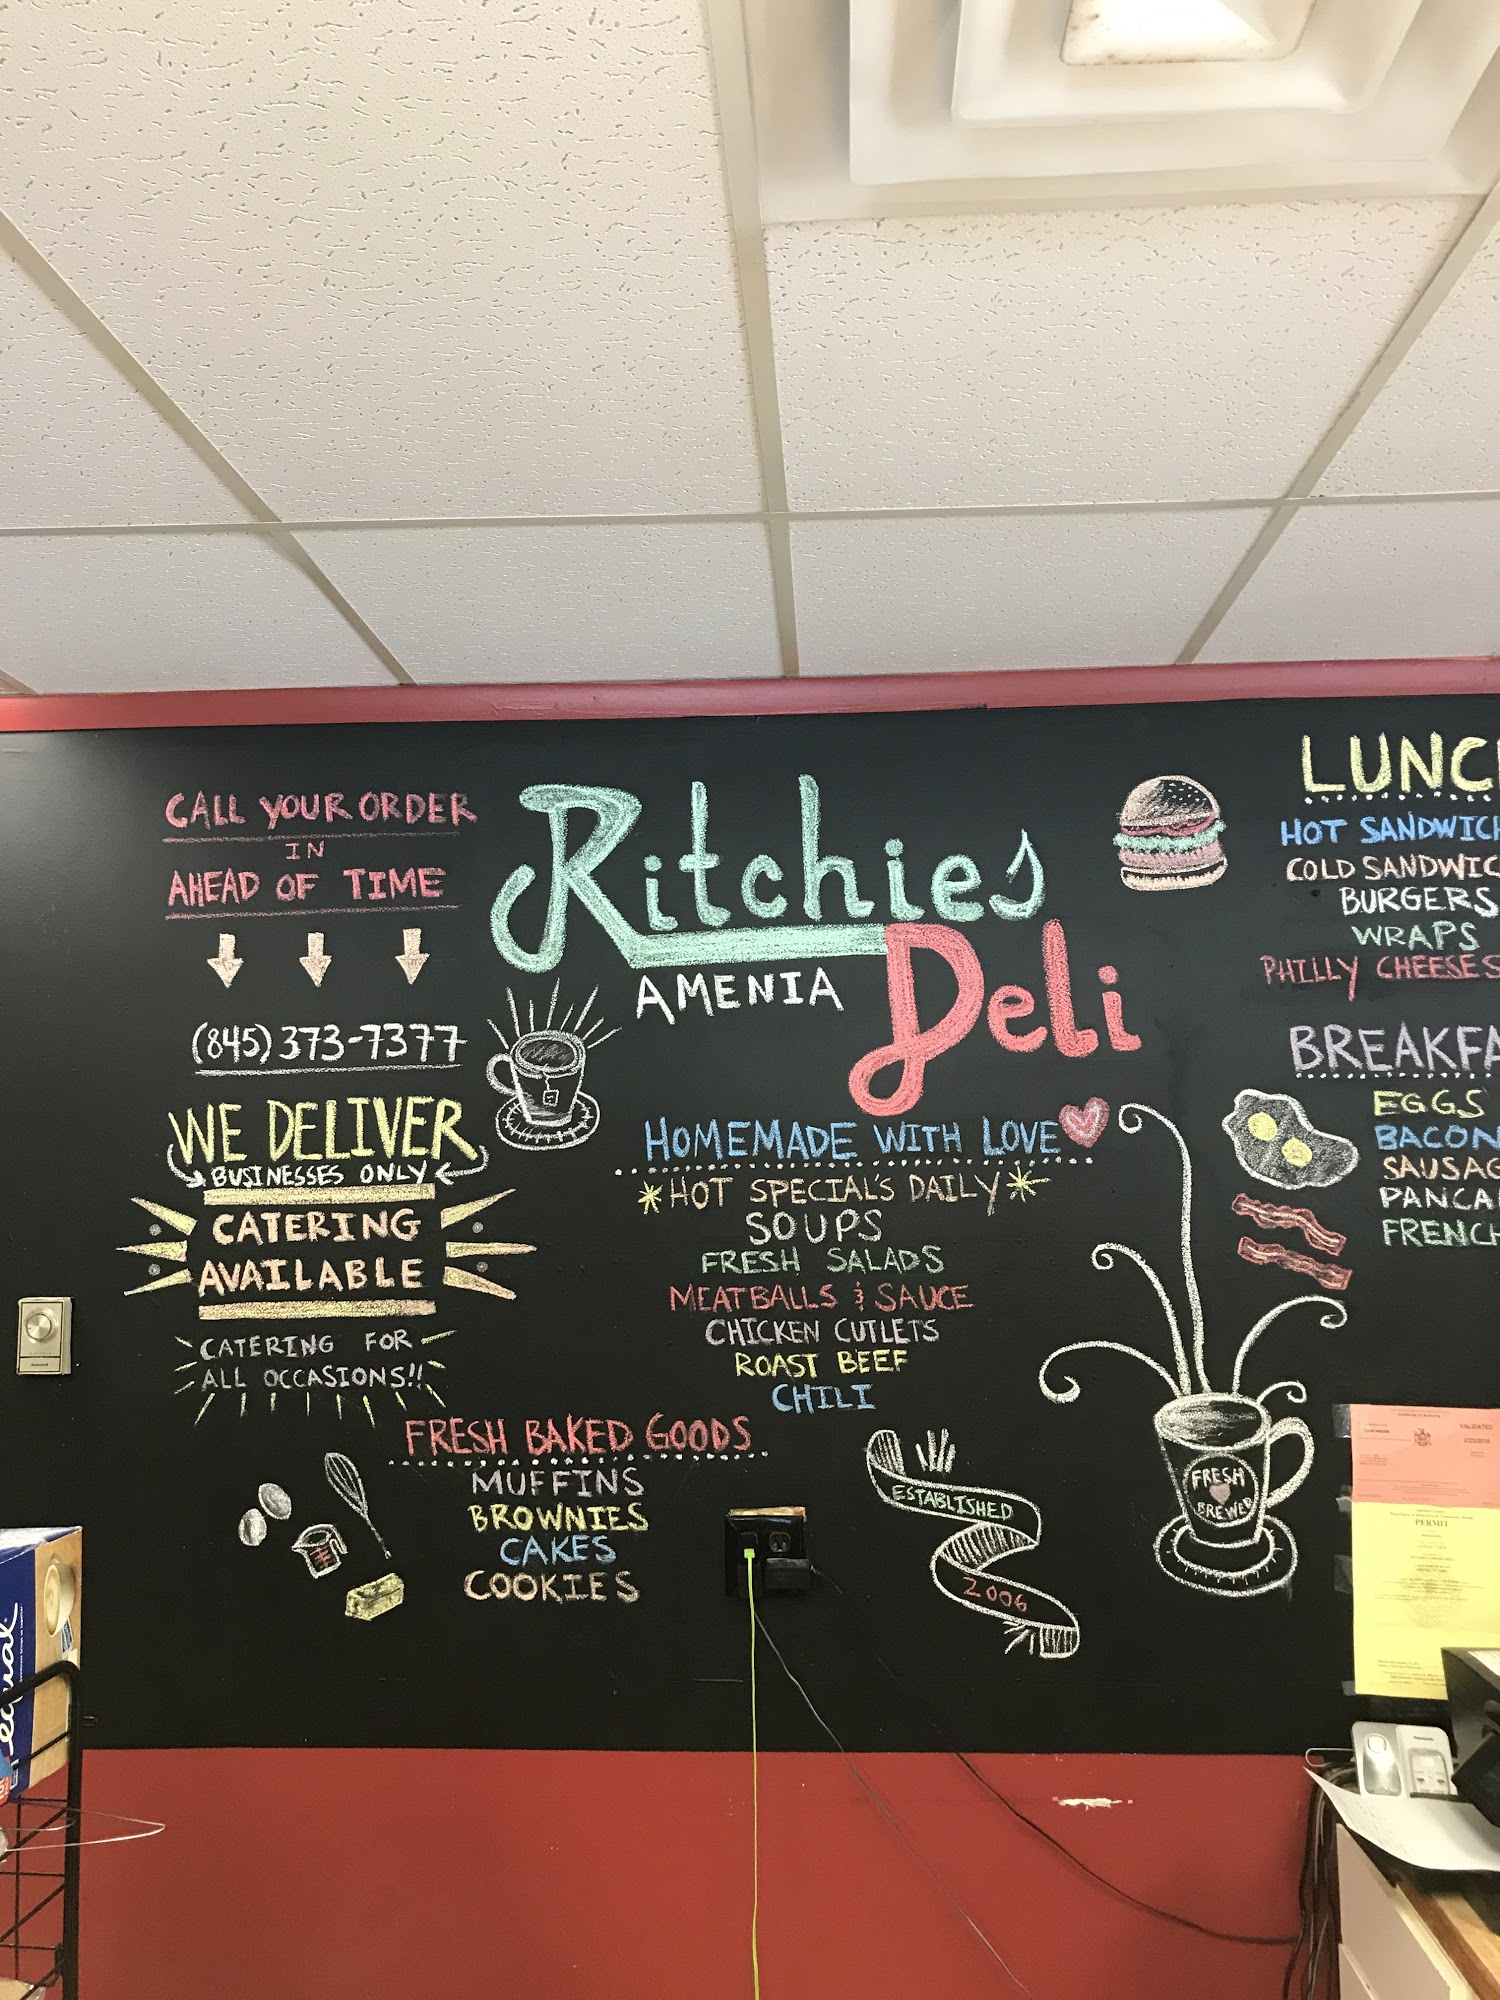 CALL YOUR ORDER
IN
AHEAD OF TIME
(845) 373-7377
WE DELIVER
BUSINESSES ONLY
CATERING
AVAILABLE
CATERING FOR
ALL OCCASIONS!!
Ritchies
AMENIA
Deli
HOMEMADE WITH LOVE
HOT SPECIAL'S DAILY
SOUPS
FRESH SALADS
MEATBALLS & SAUCE
CHICKEN CUTLETS
ROAST BEEF
CHILI
FRESH BAKED GOODS
MUFFINS
BROWNIES
CAKES
COOKIES
ESTABLISHED
2006
LUNC
HOT SANDWIC
COLD SANDWIC
BURGERS
WRAPS
PHILLY CHEESES
BREAKFA
EGGS
BACON
SAUSAG
PANCA
FRENCH
FRESH
BREWED
VALIDATED
PERMIT
equal